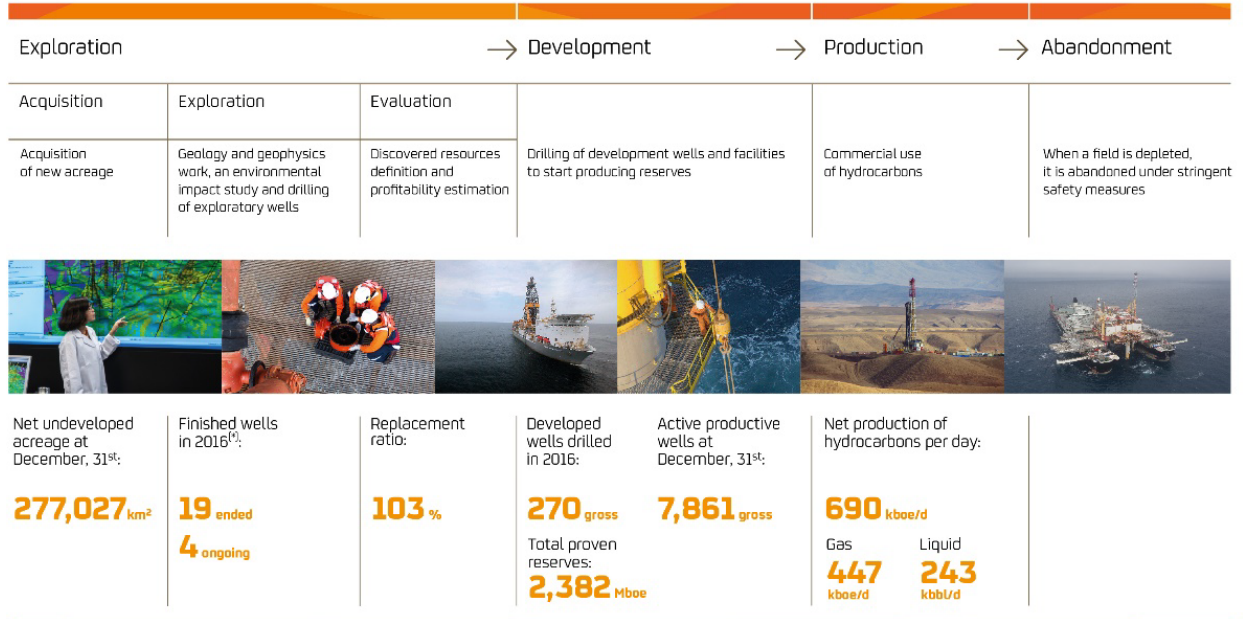 Exploration → Development → Production → Abandonment
Acquisition
Exploration
Evaluation
Acquisition
of new acreage
Geology and geophysics
work, an environmental
impact study and drilling
of exploratory wells
Discovered resources
definition and
profitability estimation
Drilling of development wells and facilities
to start producing reserves
Commercial use
of hydrocarbons
When a field is depleted,
it is abandoned under stringent
safety measures
Net undeveloped
acreage at
December, 31st:
277,027 km²
Finished wells
in 2016(*):
19 ended
4 ongoing
Replacement
ratio:
103 %
Developed
wells drilled
in 2016:
270 gross
Total proven
reserves:
2,382 Mboe
Active productive
wells at
December, 31st:
7,861 gross
Net production of
hydrocarbons per day:
690 kboe/d
Gas
447
kboe/d
Liquid
243
kbbl/d